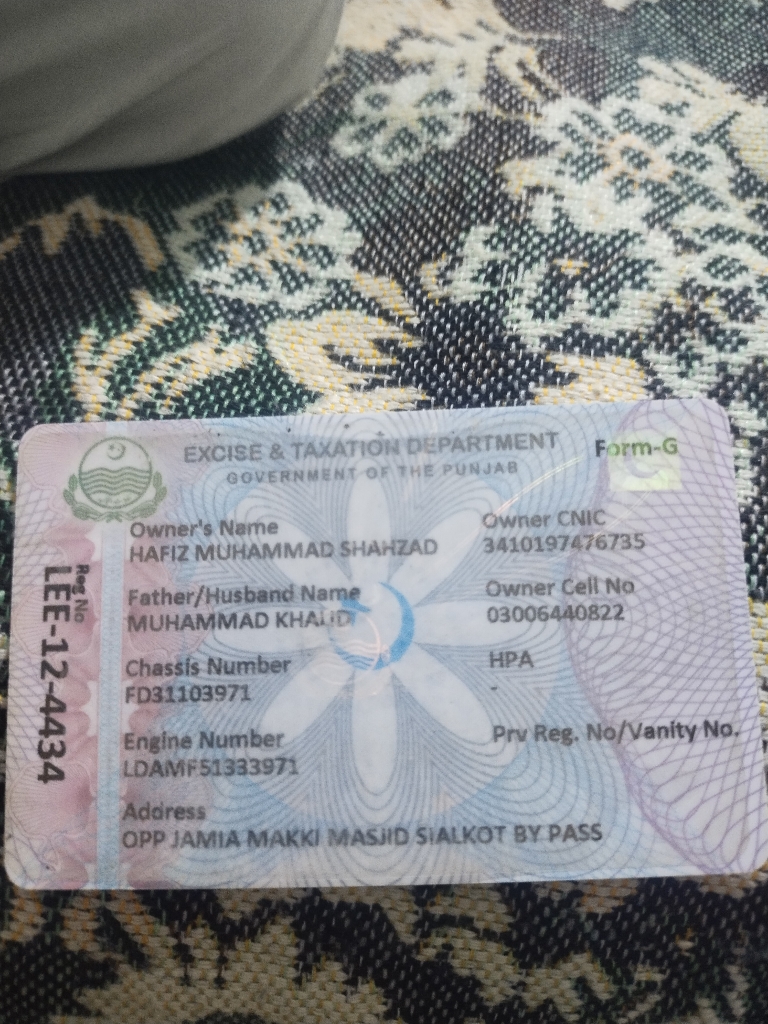 EXCISE & TAXATION DEPARTMENT
GOVERNMENT OF THE PUNJAB
Form-G
Reg No
LEE-12-4434
Owner's Name
HAFIZ MUHAMMAD SHAHZAD
Owner CNIC
3410197476735
Father/Husband Name
MUHAMMAD KHALID
Owner Cell No
03006440822
Chassis Number
FD31103971
HPA
-
Engine Number
LDAMF51333971
Prv Reg. No/Vanity No.
Address
OPP JAMIA MAKKI MASJID SIALKOT BY PASS